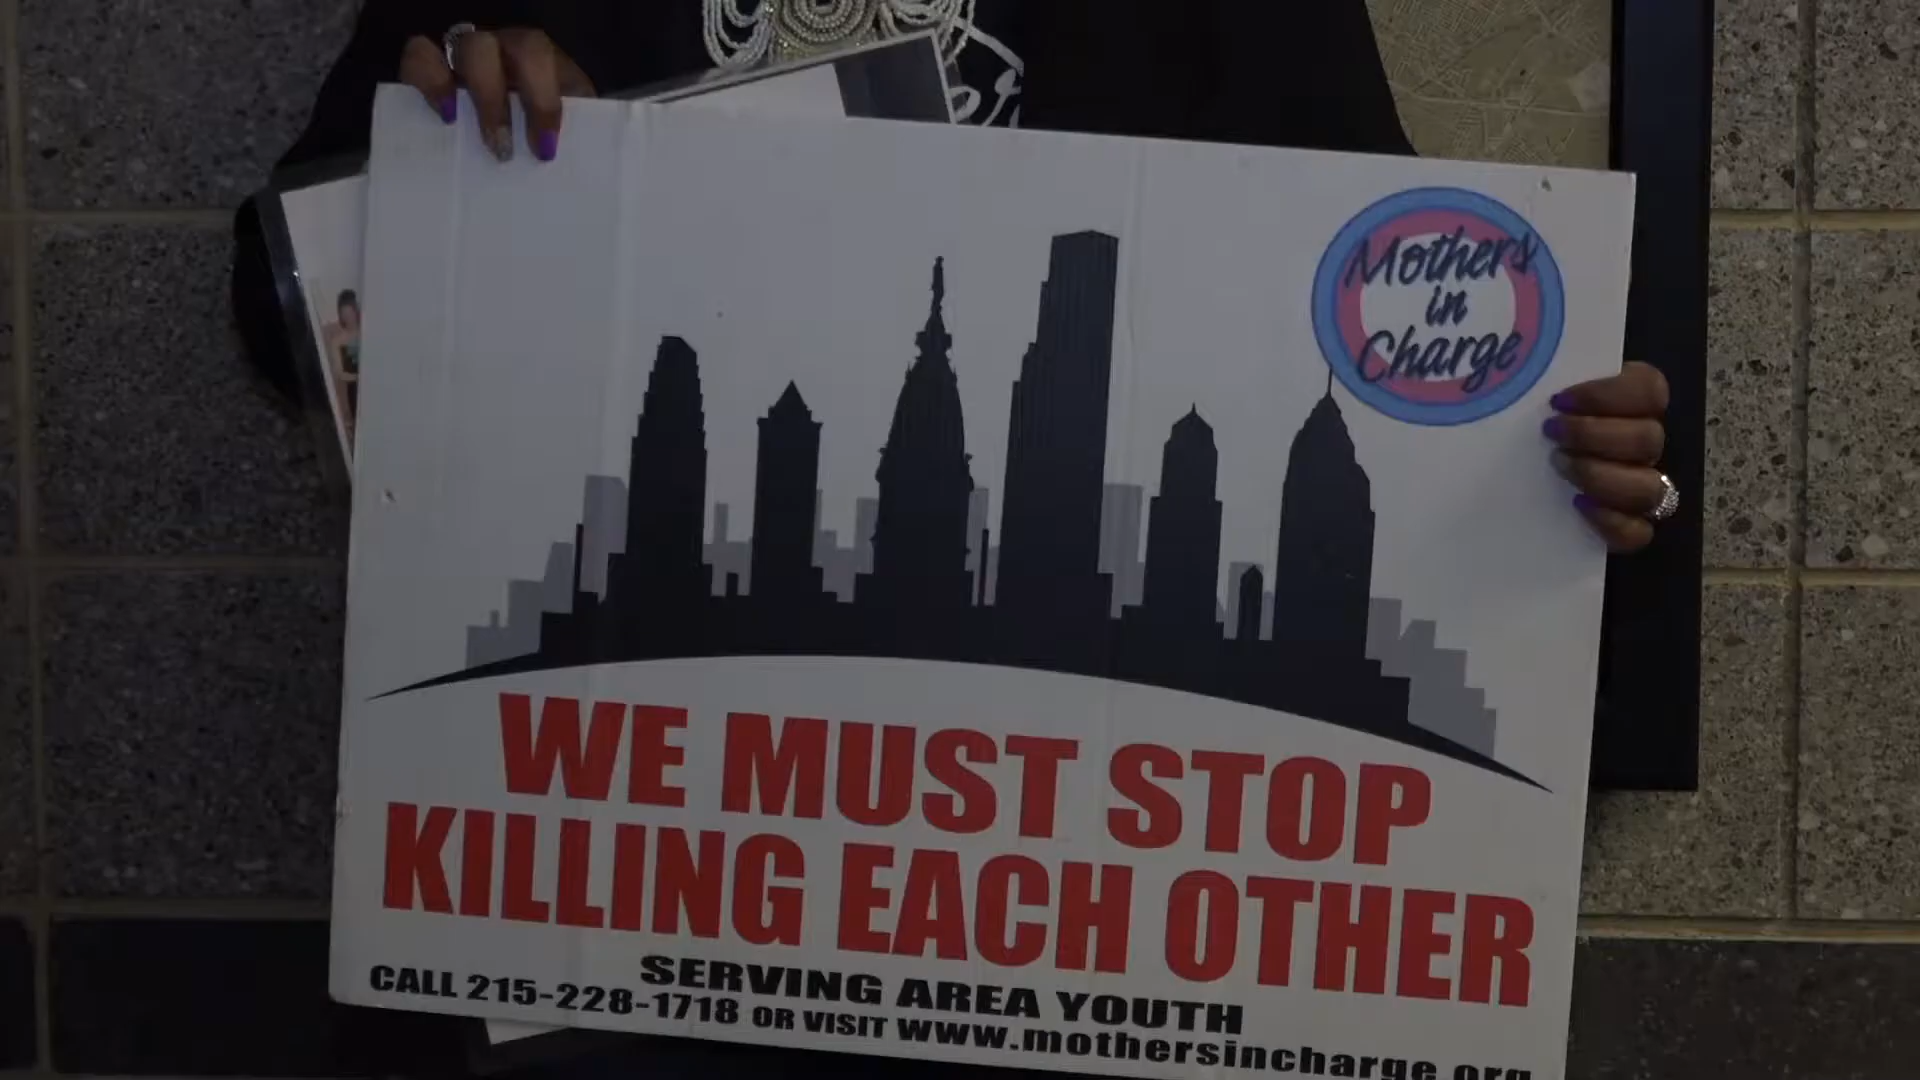 Mothers
in
Charge
WE MUST STOP
KILLING EACH OTHER
SERVING AREA YOUTH
CALL 215-228-1718 OR VISIT www.mothersincharge.org